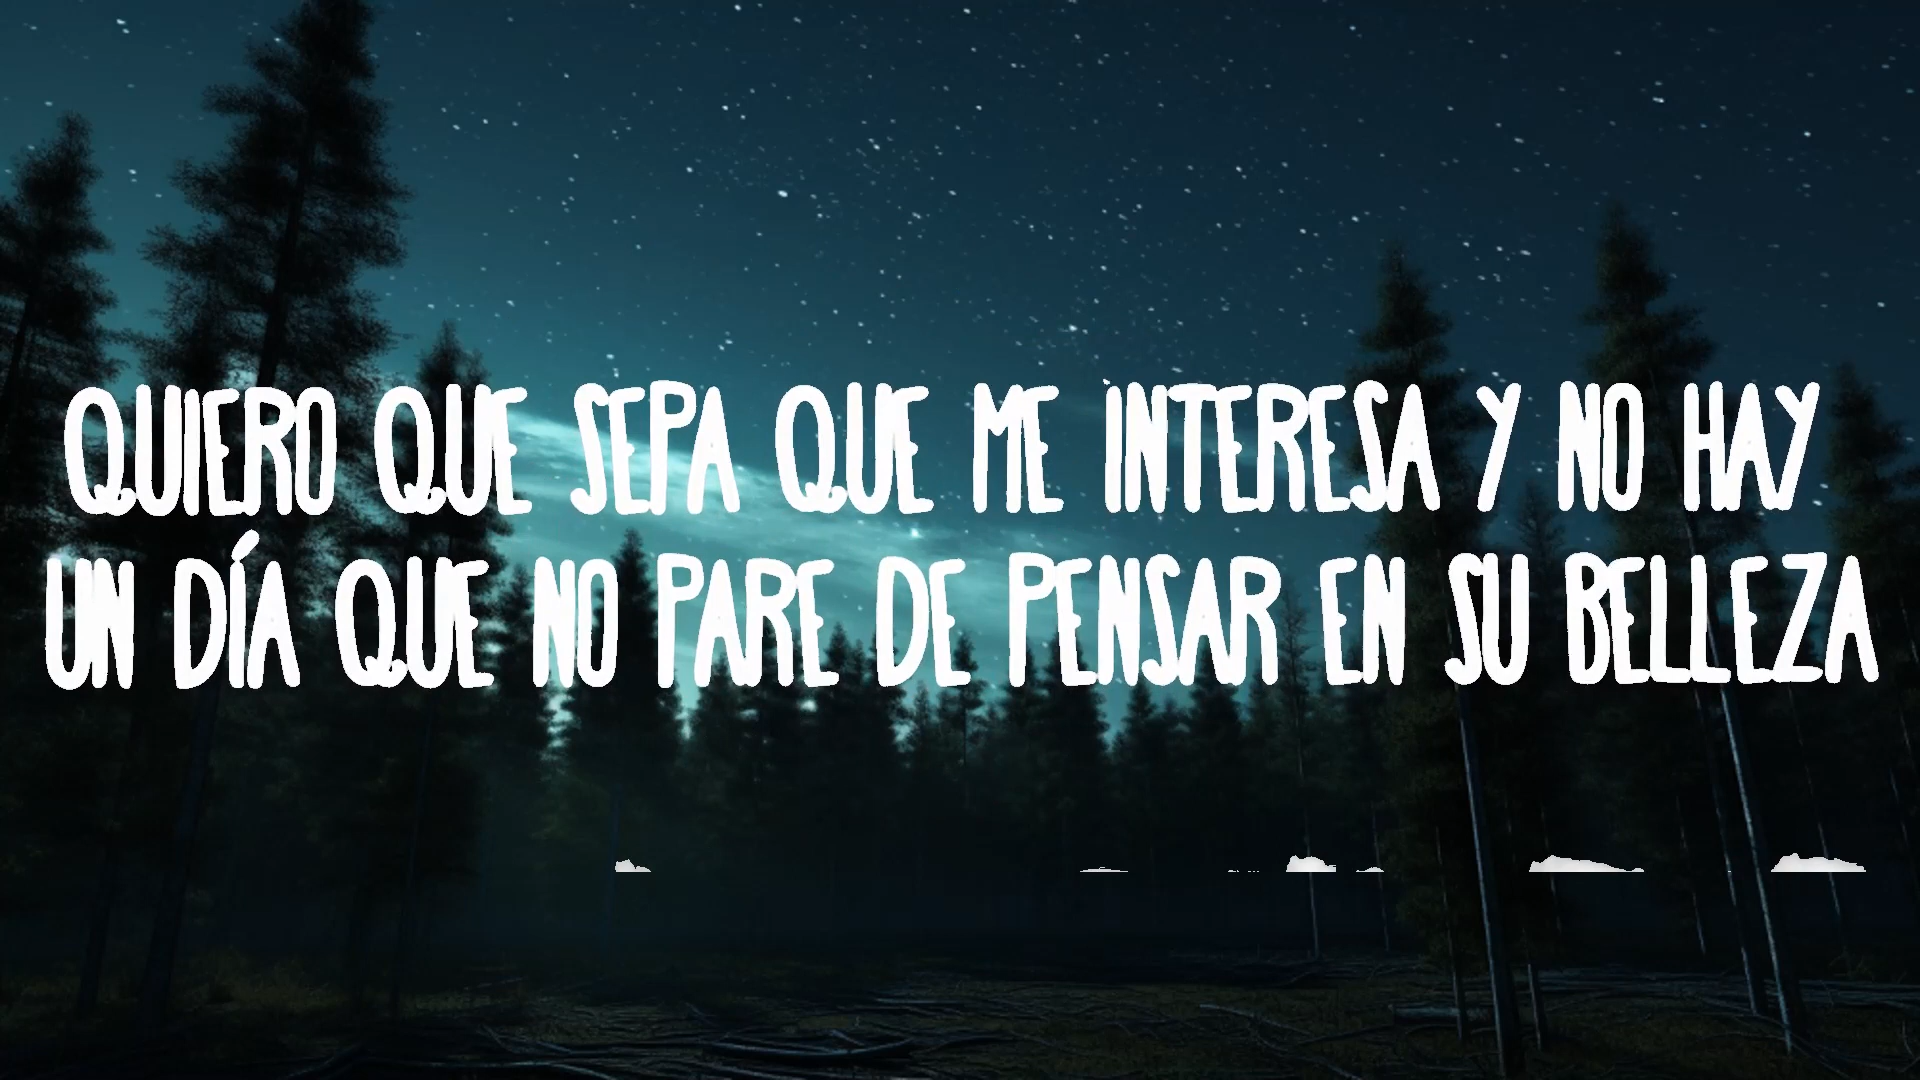 QUIERO QUE SEPA QUE ME INTERESA Y NO HAY
UN DÍA QUE NO PARE DE PENSAR EN SU BELLEZA